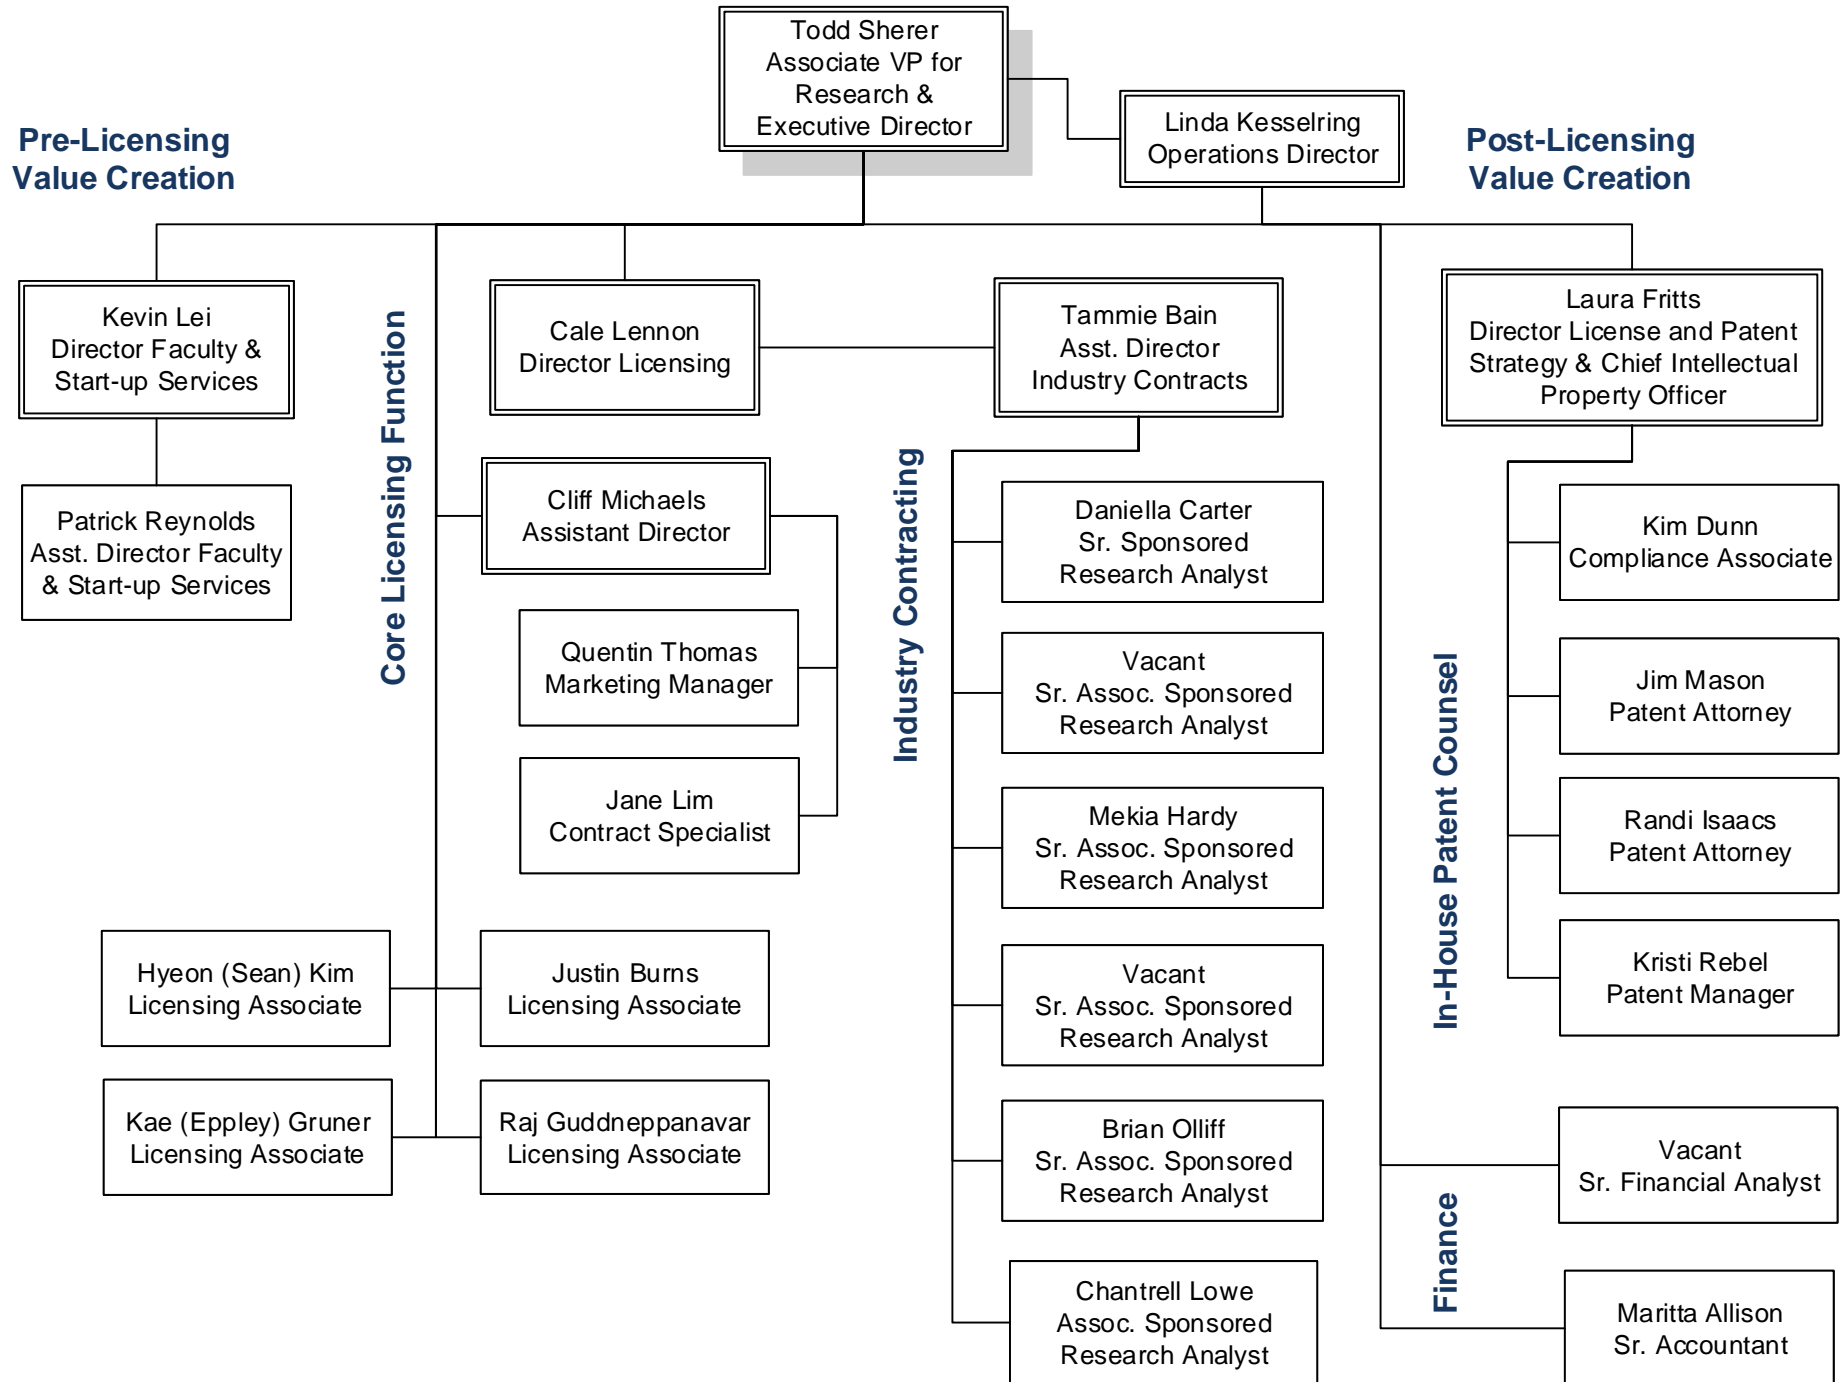 Todd Sherer
Associate VP for
Research &
Executive Director
Linda Kesselring
Operations Director
Pre-Licensing
Value Creation
Post-Licensing
Value Creation
Kevin Lei
Director Faculty &
Start-up Services
Patrick Reynolds
Asst. Director Faculty
& Start-up Services
Core Licensing Function
Cale Lennon
Director Licensing
Cliff Michaels
Assistant Director
Quentin Thomas
Marketing Manager
Jane Lim
Contract Specialist
Hyeon (Sean) Kim
Licensing Associate
Justin Burns
Licensing Associate
Kae (Eppley) Gruner
Licensing Associate
Raj Guddneppanavar
Licensing Associate
Tammie Bain
Asst. Director
Industry Contracts
Industry Contracting
Daniella Carter
Sr. Sponsored
Research Analyst
Vacant
Sr. Assoc. Sponsored
Research Analyst
Mekia Hardy
Sr. Assoc. Sponsored
Research Analyst
Vacant
Sr. Assoc. Sponsored
Research Analyst
Brian Olliff
Sr. Assoc. Sponsored
Research Analyst
Chantrell Lowe
Assoc. Sponsored
Research Analyst
Laura Fritts
Director License and Patent
Strategy & Chief Intellectual
Property Officer
In-House Patent Counsel
Kim Dunn
Compliance Associate
Jim Mason
Patent Attorney
Randi Isaacs
Patent Attorney
Kristi Rebel
Patent Manager
Finance
Vacant
Sr. Financial Analyst
Maritta Allison
Sr. Accountant